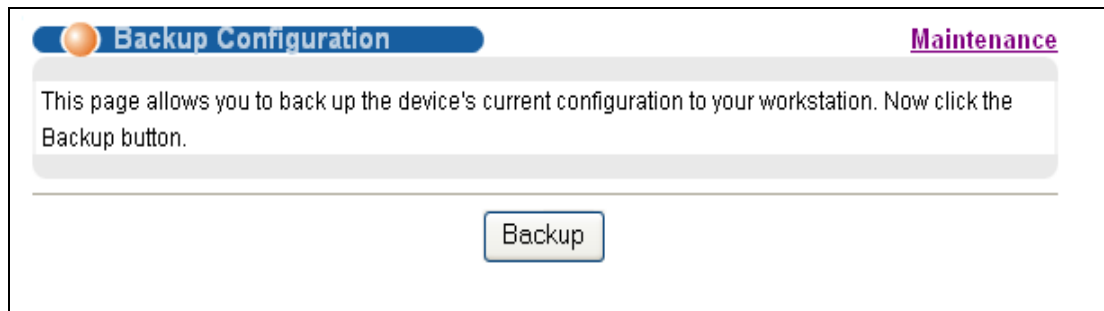 Backup Configuration
Maintenance
This page allows you to back up the device's current configuration to your workstation. Now click the
Backup button.
Backup